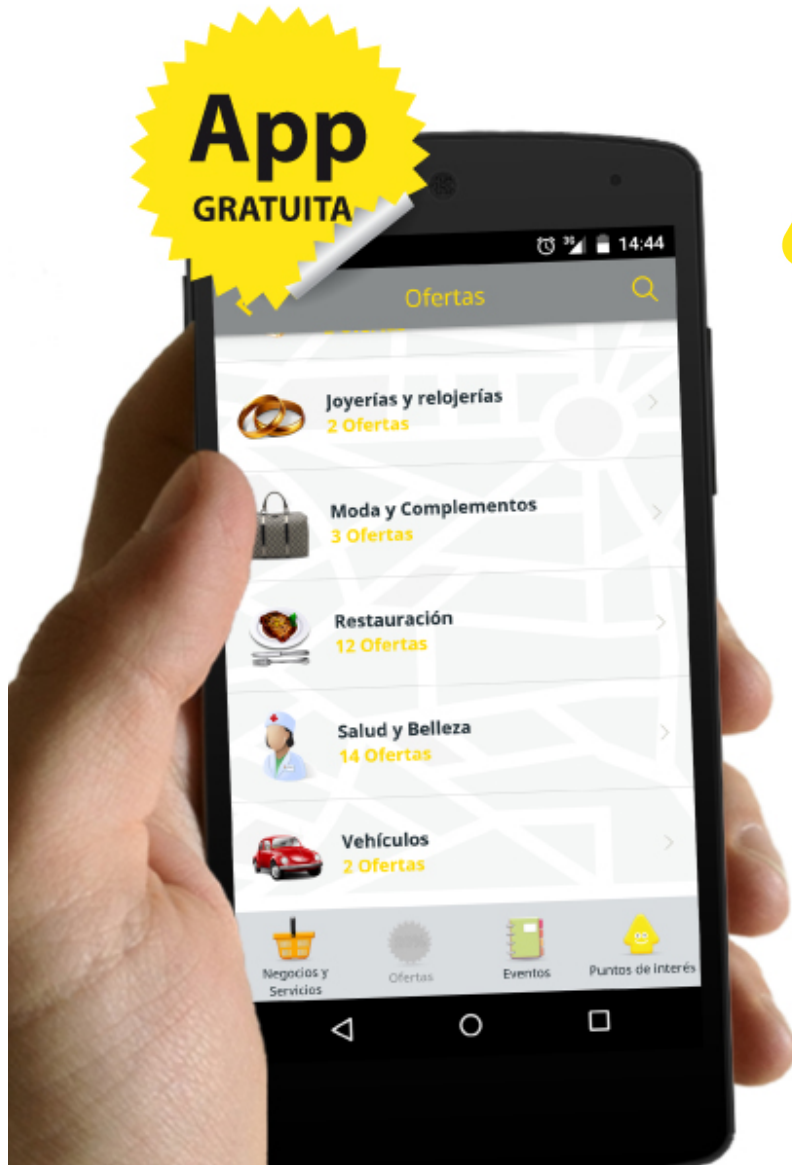 App
GRATUITA
14:44
Ofertas
Joyerías y relojerías
2 Ofertas
Moda y Complementos
3 Ofertas
Restauración
12 Ofertas
Salud y Belleza
14 Ofertas
Vehículos
2 Ofertas
Negocios y
Servicios
Ofertas
Eventos
Puntos de interés